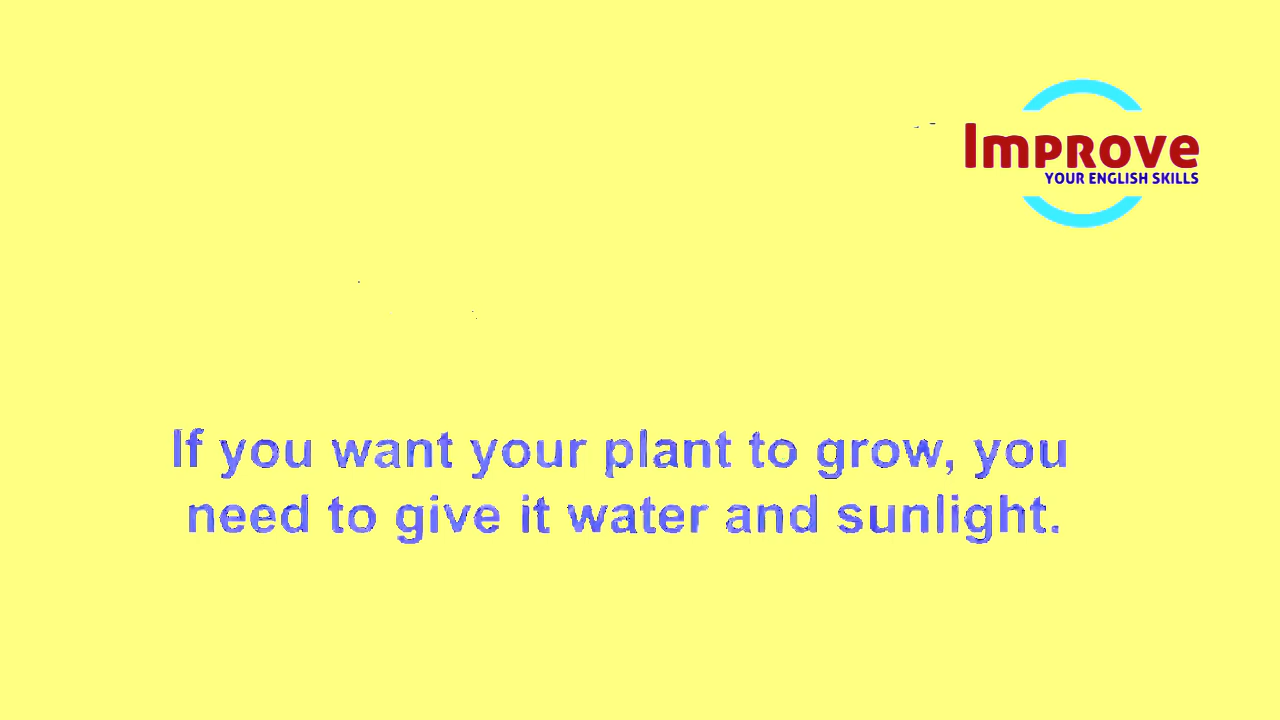 Improve
YOUR ENGLISH SKILLS
If you want your plant to grow, you
need to give it water and sunlight.